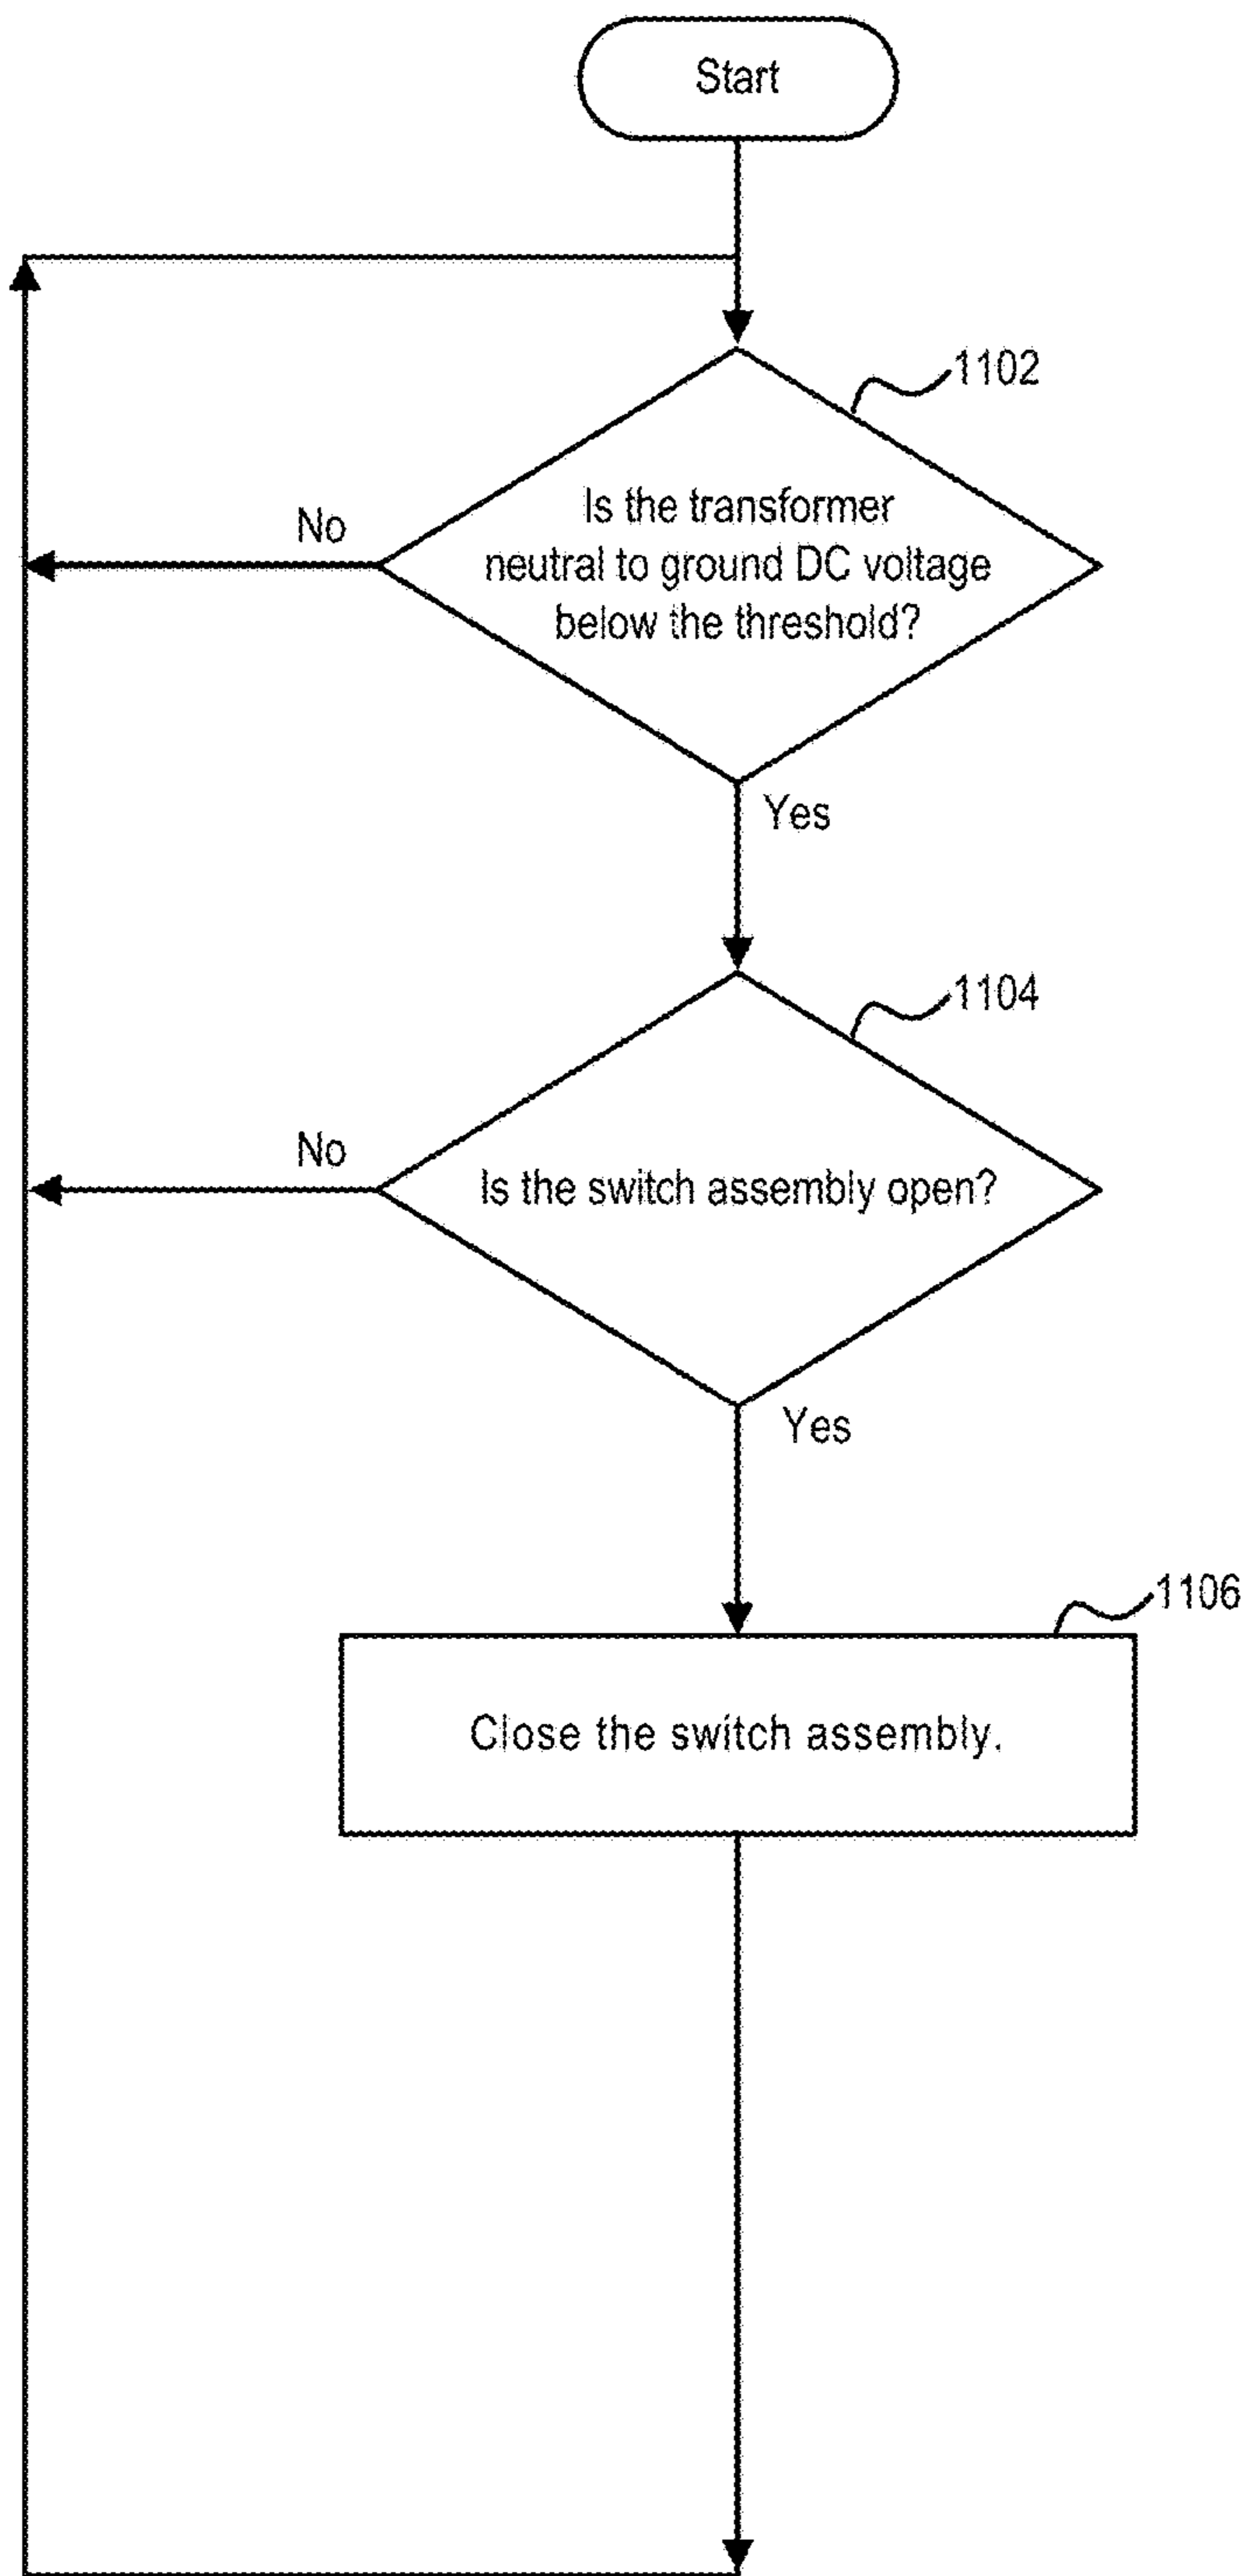 Start
1102
Is the transformer
neutral to ground DC voltage
below the threshold?
No
Yes
1104
Is the switch assembly open?
No
Yes
1106
Close the switch assembly.